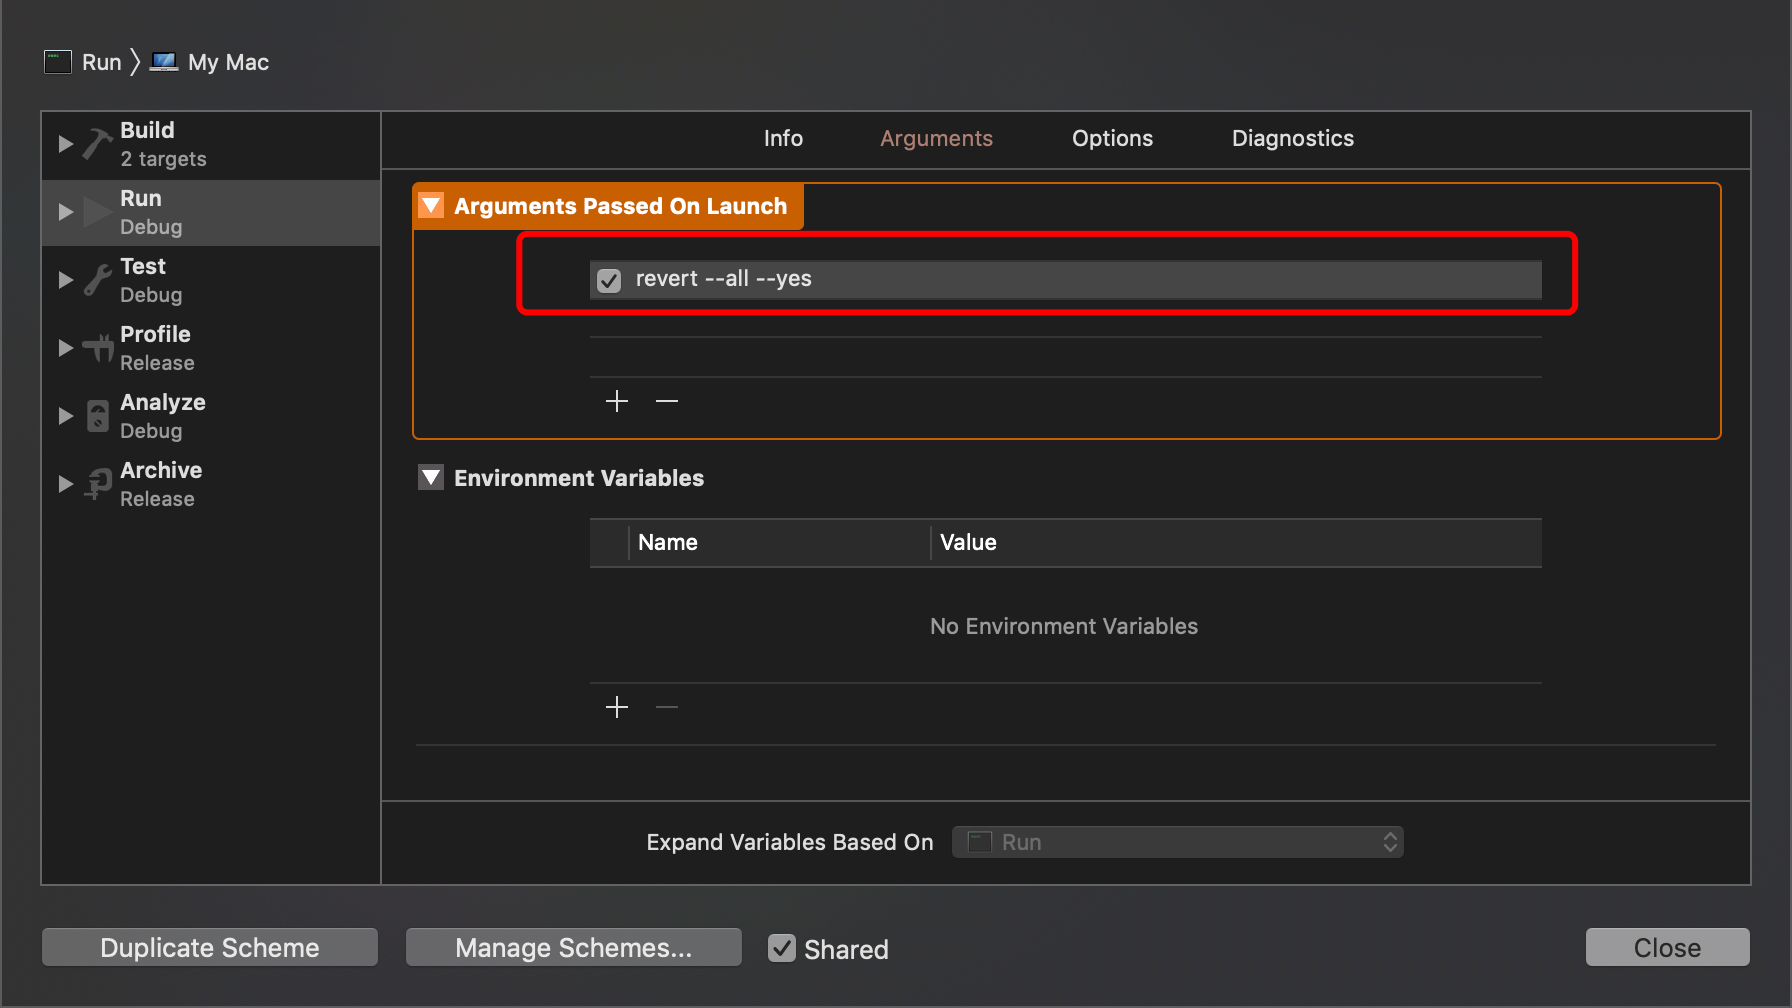 Run My Mac
Build
2 targets
Run
Debug
Test
Debug
Profile
Release
Analyze
Debug
Archive
Release
Info Arguments Options Diagnostics
Arguments Passed On Launch
revert --all --yes
Environment Variables
Name Value
No Environment Variables
Expand Variables Based On Run
Duplicate Scheme Manage Schemes... Shared Close